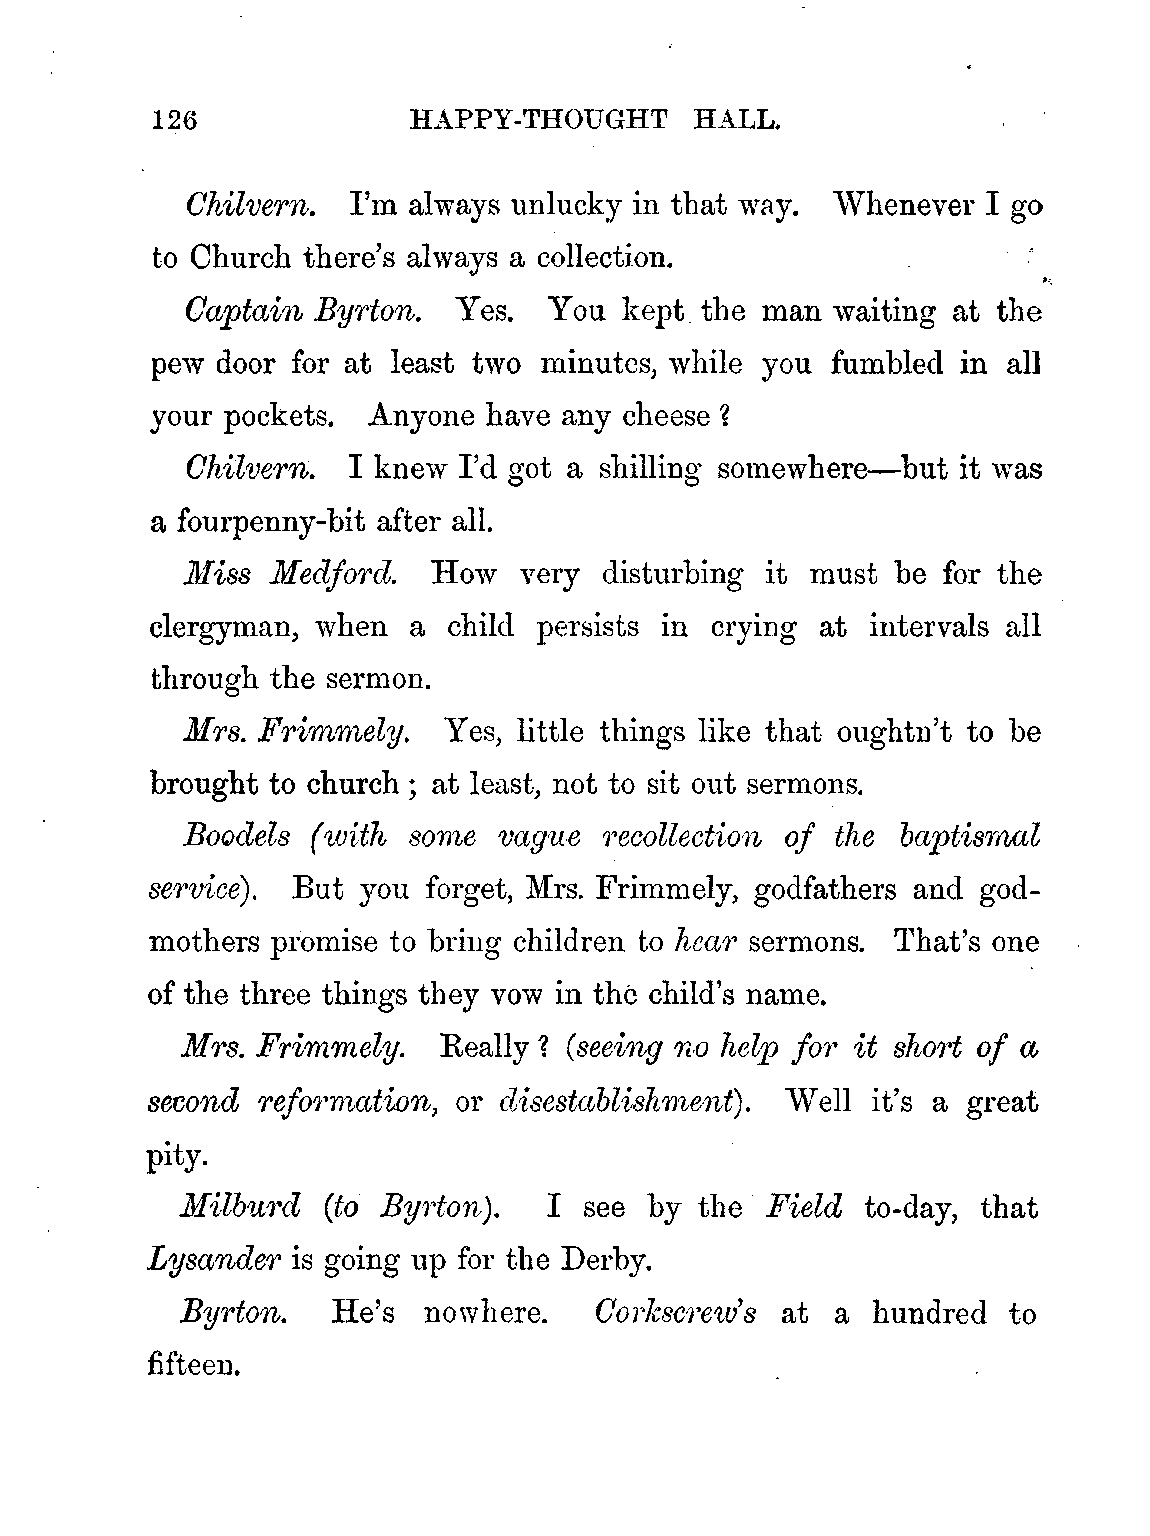 126 HAPPY-THOUGHT HALL.
Chilvern. I'm always unlucky in that way. Whenever I go
to Church there's always a collection.
Captain Byrton. Yes. You kept the man waiting at the
pew door for at least two minutes, while you fumbled in all
your pockets. Anyone have any cheese ?
Chilvern. I knew I'd got a shilling somewhere—but it was
a fourpenny-bit after all.
Miss Medford. How very disturbing it must be for the
clergyman, when a child persists in crying at intervals all
through the sermon.
Mrs. Frimmely. Yes, little things like that oughtn't to be
brought to church ; at least, not to sit out sermons.
Boodels (with some vague recollection of the baptismal
service). But you forget, Mrs. Frimmely, godfathers and god-
mothers promise to bring children to hear sermons. That's one
of the three things they vow in the child's name.
Mrs. Frimmely. Really ? (seeing no help for it short of a
second reformation, or disestablishment). Well it's a great
pity.
Milburd (to Byrton). I see by the Field to-day, that
Lysander is going up for the Derby.
Byrton. He's nowhere. Corkscrew's at a hundred to
fifteen.